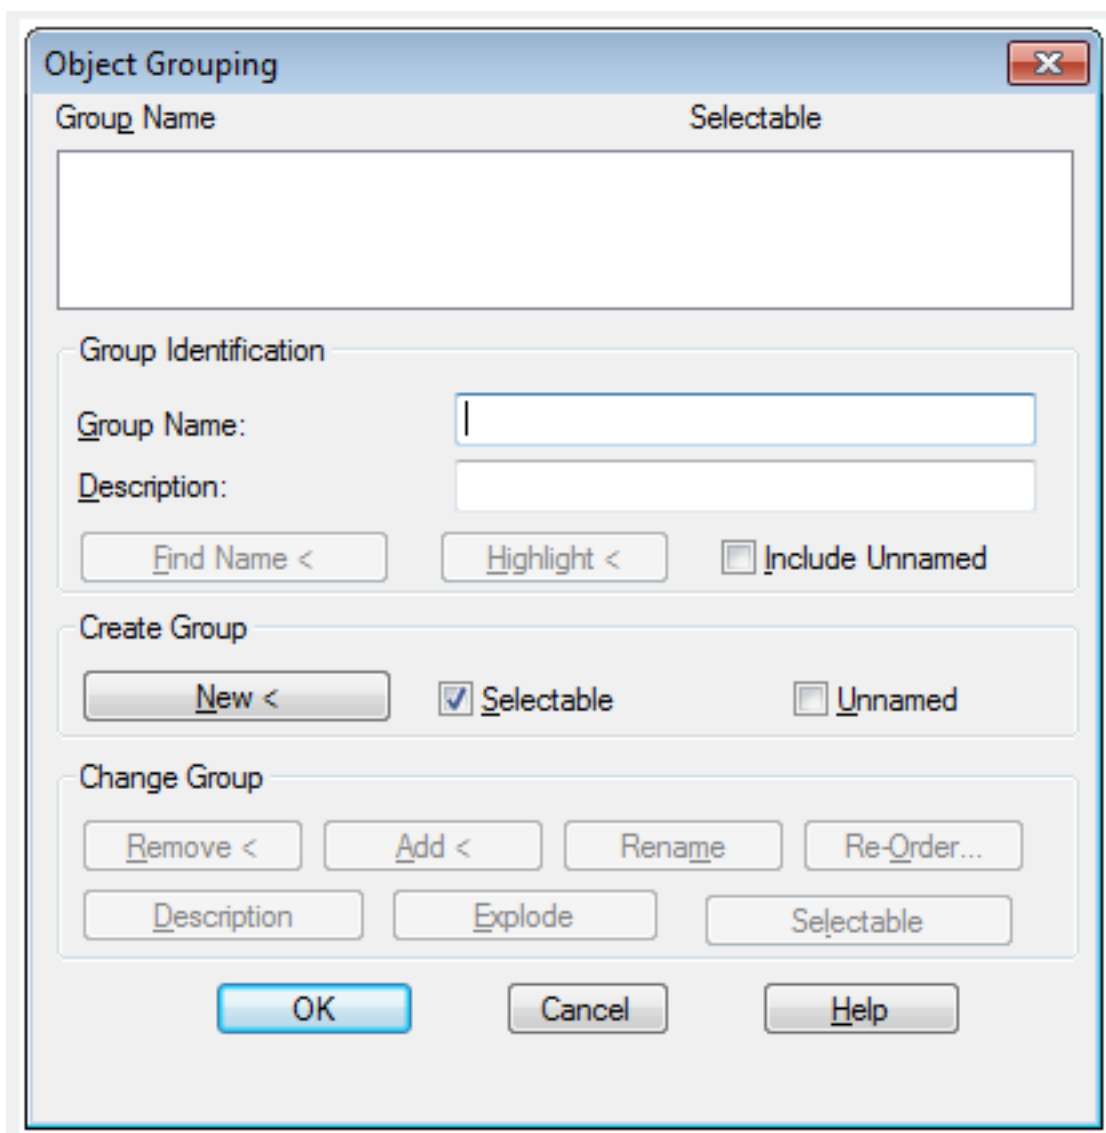 Object Grouping
Group Name Selectable
Group Identification
Group Name:
Description:
Find Name < Highlight < Include Unnamed
Create Group
New < Selectable Unnamed
Change Group
Remove < Add < Rename Re-Order...
Description Explode Selectable
OK Cancel Help